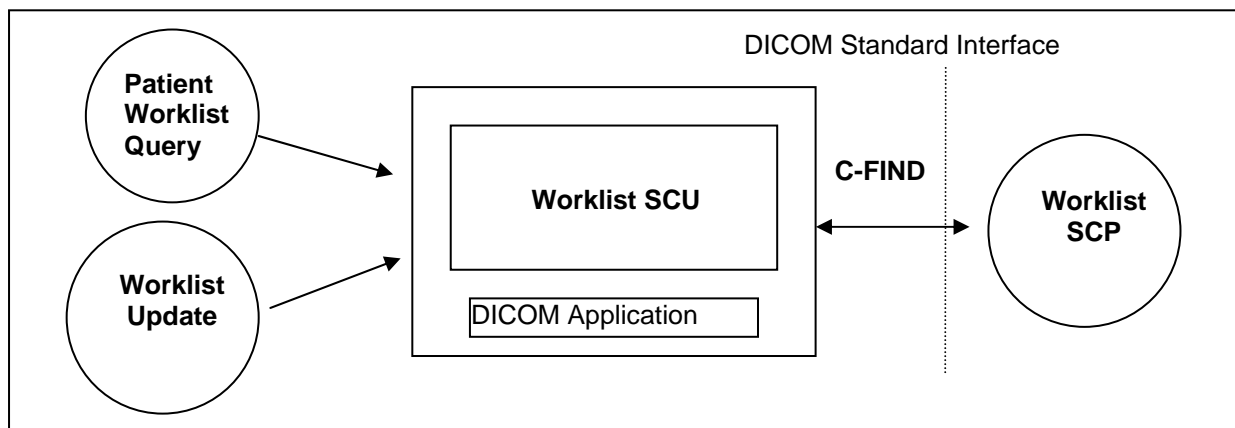 DICOM Standard Interface
Patient
Worklist
Query
Worklist
Update
Worklist SCU
DICOM Application
C-FIND
Worklist
SCP